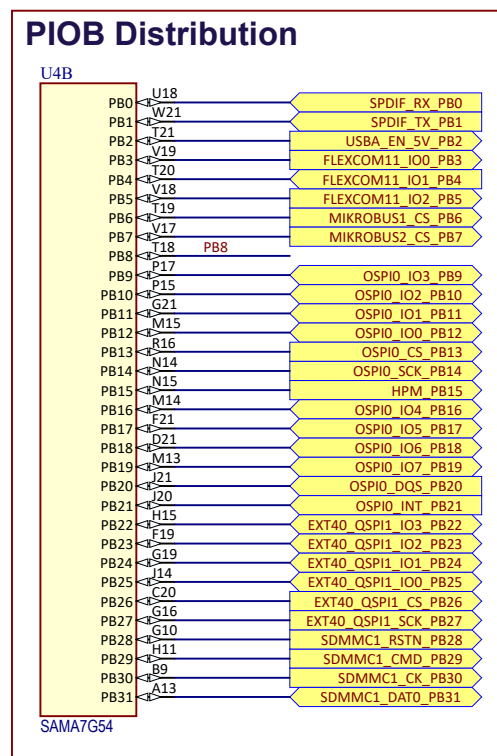 PIOB Distribution
U4B
PB0 U18 SPDIF_RX_PB0
PB1 W21 SPDIF_TX_PB1
PB2 T21 USBA_EN_5V_PB2
PB3 V19 FLEXCOM11_IO0_PB3
PB4 T20 FLEXCOM11_IO1_PB4
PB5 V18 FLEXCOM11_IO2_PB5
PB6 T19 MIKROBUS1_CS_PB6
PB7 V17 MIKROBUS2_CS_PB7
PB8 T18 PB8
PB9 P17 OSPI0_IO3_PB9
PB10 P15 OSPI0_IO2_PB10
PB11 G21 OSPI0_IO1_PB11
PB12 M15 OSPI0_IO0_PB12
PB13 R16 OSPI0_CS_PB13
PB14 N14 OSPI0_SCK_PB14
PB15 N15 HPM_PB15
PB16 M14 OSPI0_IO4_PB16
PB17 F21 OSPI0_IO5_PB17
PB18 D21 OSPI0_IO6_PB18
PB19 M13 OSPI0_IO7_PB19
PB20 J21 OSPI0_DQS_PB20
PB21 J20 OSPI0_INT_PB21
PB22 H15 EXT40_QSPI1_IO3_PB22
PB23 F19 EXT40_QSPI1_IO2_PB23
PB24 G19 EXT40_QSPI1_IO1_PB24
PB25 J14 EXT40_QSPI1_IO0_PB25
PB26 C20 EXT40_QSPI1_CS_PB26
PB27 G16 EXT40_QSPI1_SCK_PB27
PB28 G10 SDMMC1_RSTN_PB28
PB29 H11 SDMMC1_CMD_PB29
PB30 B9 SDMMC1_CK_PB30
PB31 A13 SDMMC1_DAT0_PB31
SAMA7G54